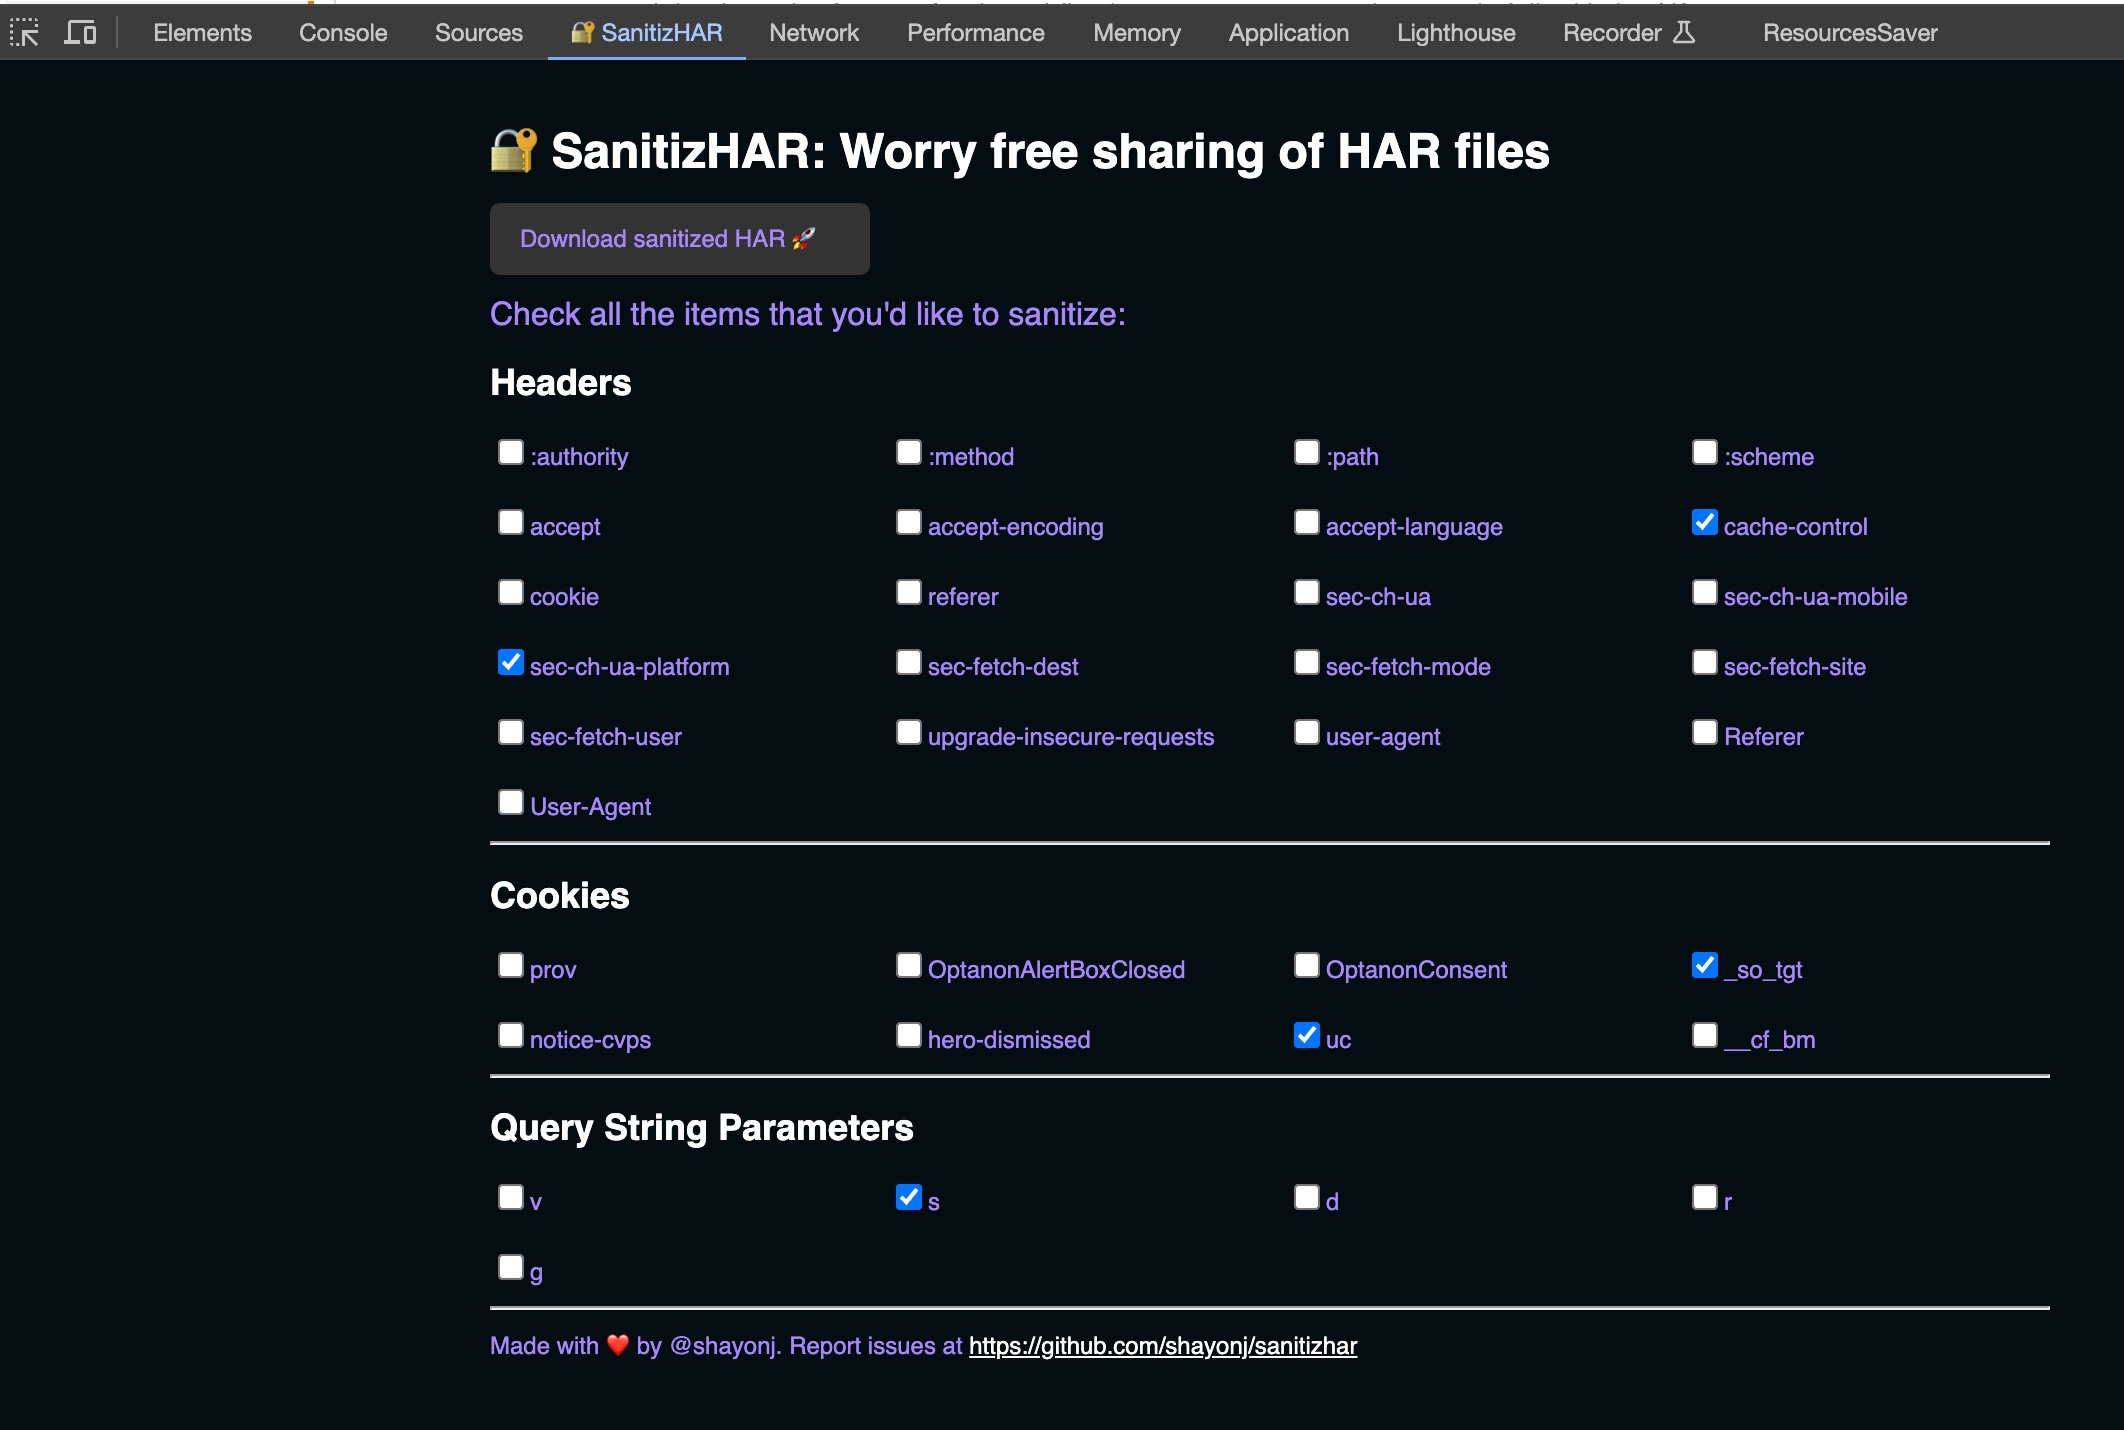 Elements Console Sources SanitizHAR Network Performance Memory Application Lighthouse Recorder ResourcesSaver
SanitizHAR: Worry free sharing of HAR files
Download sanitized HAR 🚀
Check all the items that you'd like to sanitize:
Headers
:authority :method :path :scheme
accept accept-encoding accept-language cache-control
cookie referer sec-ch-ua sec-ch-ua-mobile
sec-ch-ua-platform sec-fetch-dest sec-fetch-mode sec-fetch-site
sec-fetch-user upgrade-insecure-requests user-agent Referer
User-Agent
Cookies
prov OptanonAlertBoxClosed OptanonConsent _so_tgt
notice-cvps hero-dismissed uc __cf_bm
Query String Parameters
v s d r
g
Made with ❤️ by @shayonj. Report issues at https://github.com/shayonj/sanitizhar